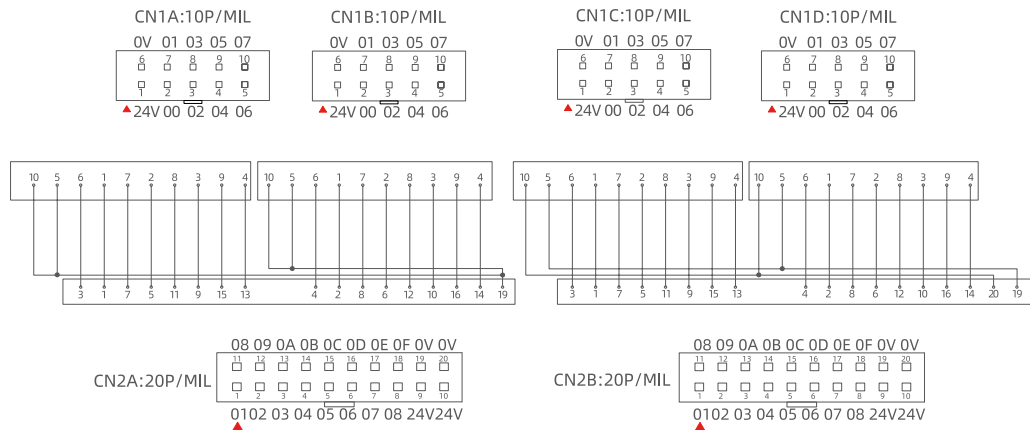 CN1A:10P/MIL CN1B:10P/MIL CN1C:10P/MIL CN1D:10P/MIL
0V 01 03 05 07 0V 01 03 05 07 0V 01 03 05 07 0V 01 03 05 07
6 7 8 9 10 6 7 8 9 10 6 7 8 9 10 6 7 8 9 10
1 2 3 4 5 1 2 3 4 5 1 2 3 4 5 1 2 3 4 5
24V 00 02 04 06 24V 00 02 04 06 24V 00 02 04 06 24V 00 02 04 06
10 5 6 1 7 2 8 3 9 4 10 5 6 1 7 2 8 3 9 4 10 5 6 1 7 2 8 3 9 4 10 5 6 1 7 2 8 3 9 4
3 1 7 5 11 9 15 13 4 2 8 6 12 10 16 14 19 3 1 7 5 11 9 15 13 4 2 8 6 12 10 16 14 20 19
08 09 0A 0B 0C 0D 0E 0F 0V 0V 08 09 0A 0B 0C 0D 0E 0F 0V 0V
11 12 13 14 15 16 17 18 19 20 11 12 13 14 15 16 17 18 19 20
CN2A:20P/MIL CN2B:20P/MIL
1 2 3 4 5 6 7 8 9 10 1 2 3 4 5 6 7 8 9 10
01 02 03 04 05 06 07 08 24V 24V 01 02 03 04 05 06 07 08 24V 24V